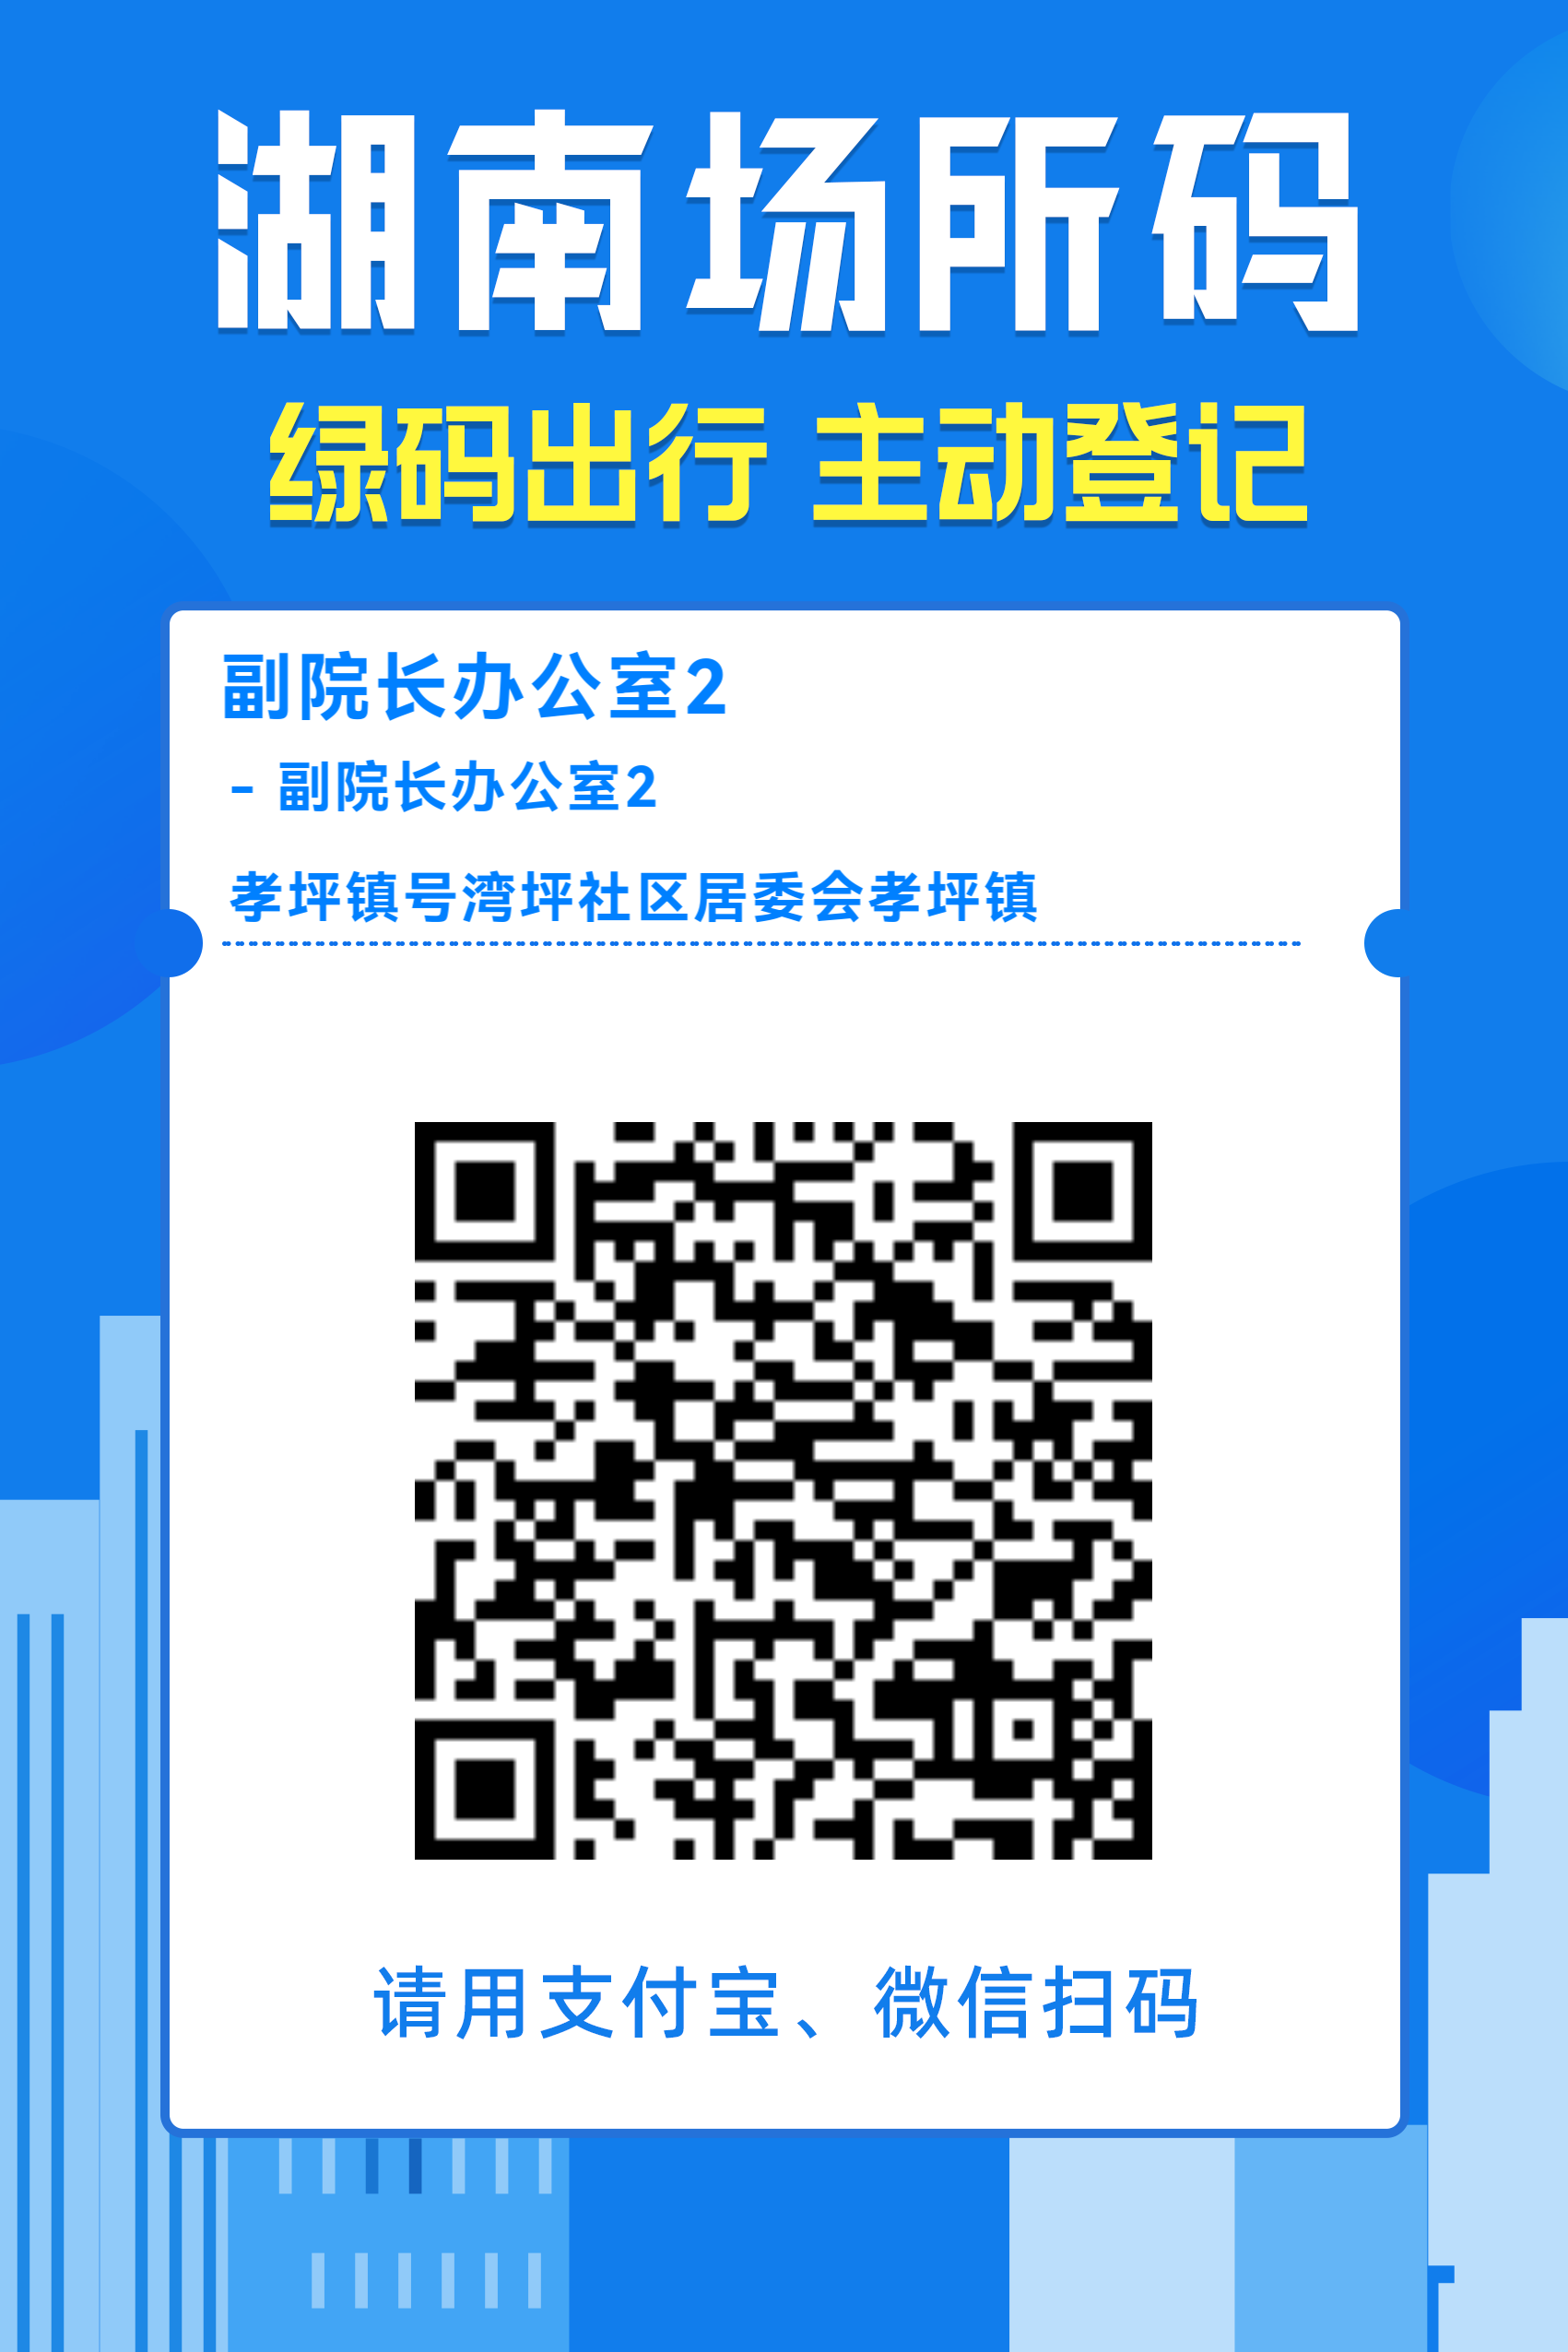 湖南场所码
绿码出行 主动登记
副院长办公室2
- 副院长办公室2
孝坪镇号湾坪社区居委会孝坪镇
请用支付宝、微信扫码